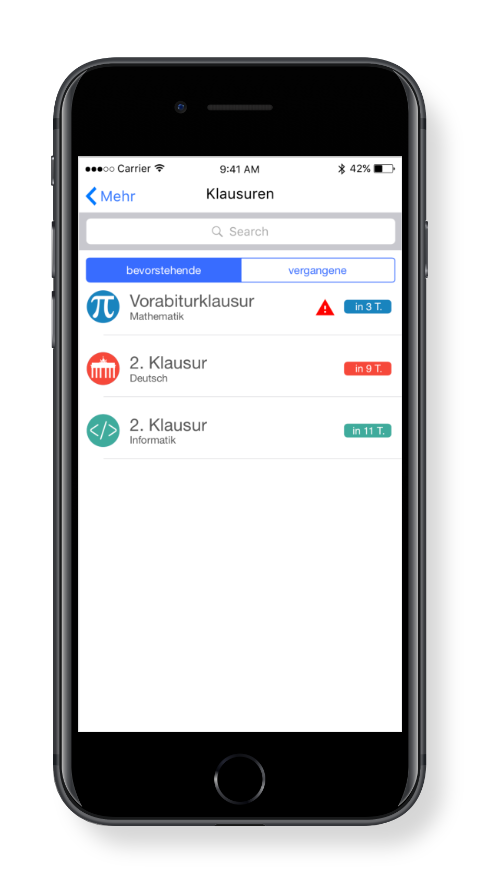 Carrier 9:41 AM 42%
Mehr Klausuren
Search
bevorstehende vergangene
Vorabiturklausur in 3 T.
Mathematik
2. Klausur in 9 T.
Deutsch
2. Klausur in 11 T.
Informatik